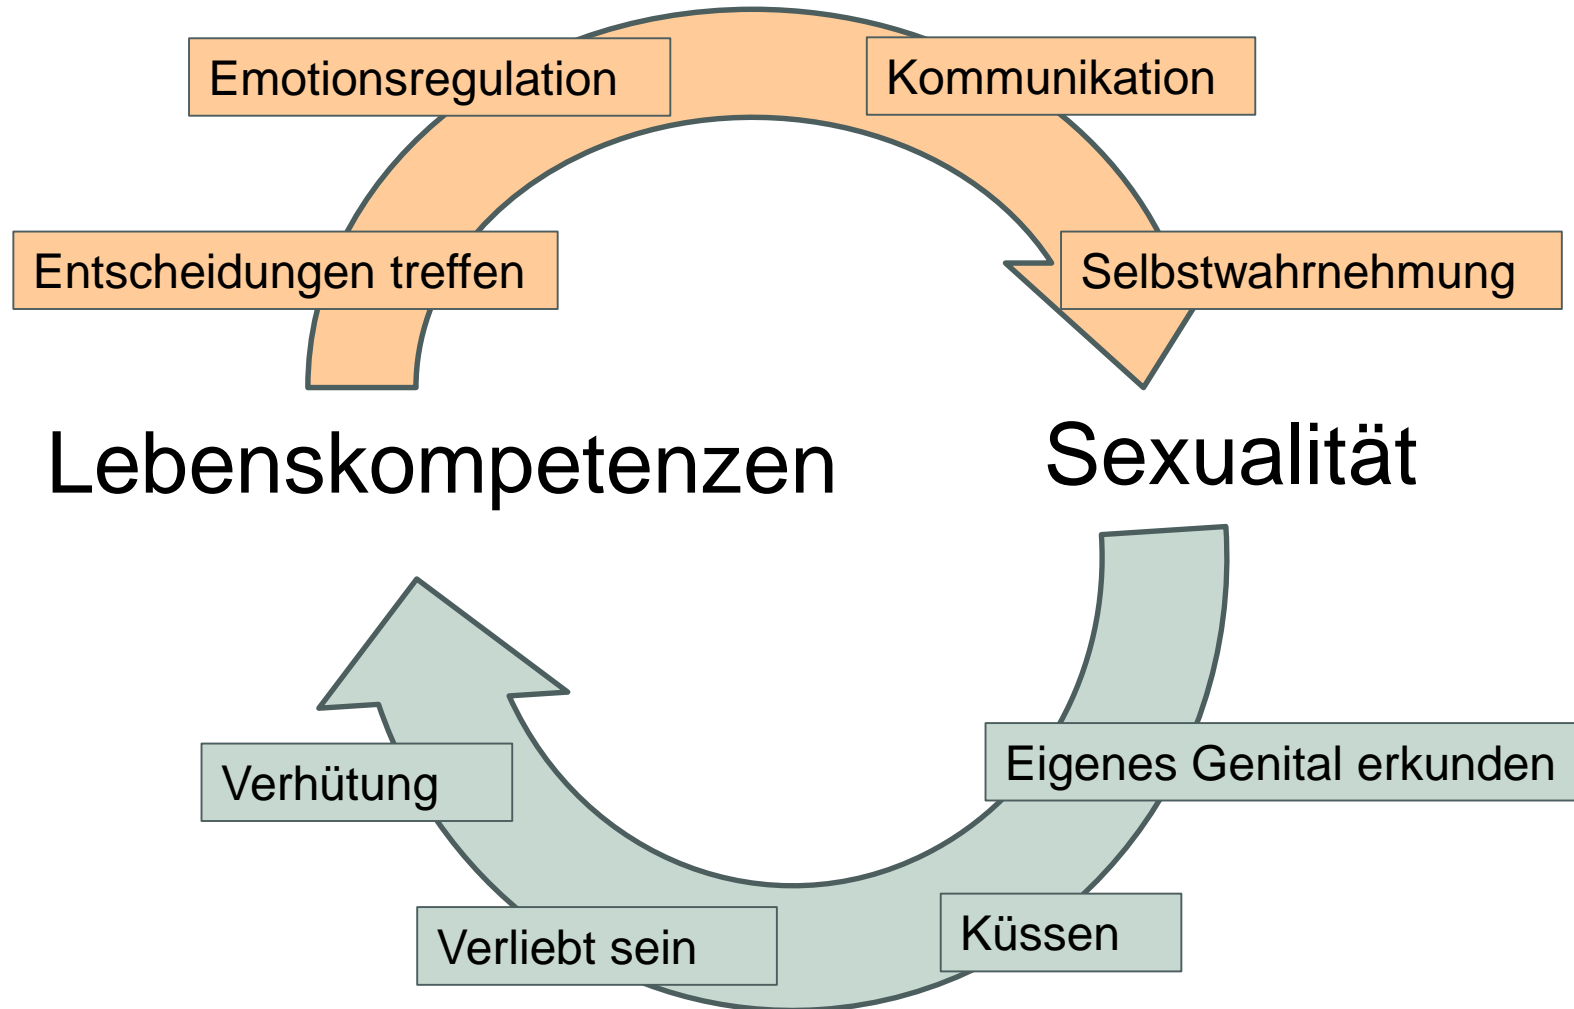 Emotionsregulation
Kommunikation
Entscheidungen treffen
Selbstwahrnehmung
Lebenskompetenzen
Sexualität
Eigenes Genital erkunden
Verhütung
Küssen
Verliebt sein